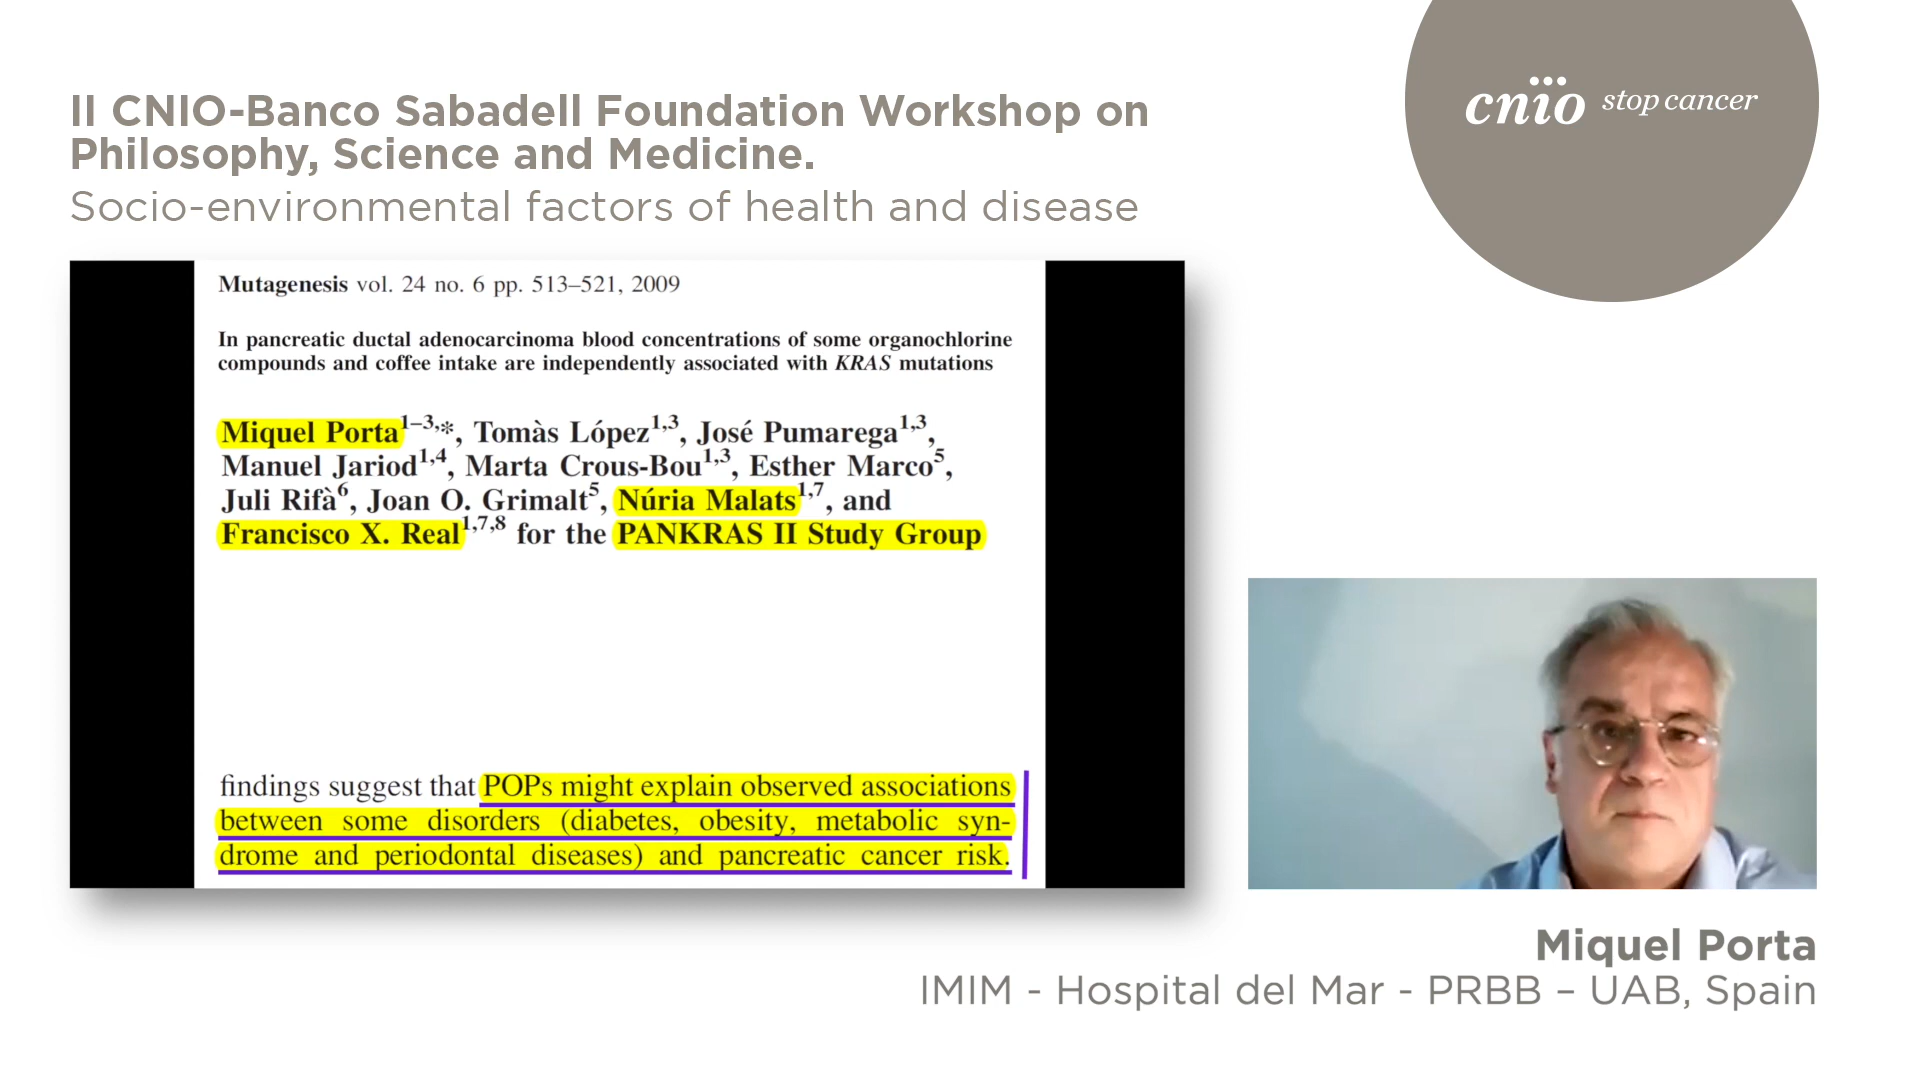 II CNIO-Banco Sabadell Foundation Workshop on
Philosophy, Science and Medicine.
Socio-environmental factors of health and disease
cnio stop cancer
Mutagenesis vol. 24 no. 6 pp. 513–521, 2009
In pancreatic ductal adenocarcinoma blood concentrations of some organochlorine
compounds and coffee intake are independently associated with KRAS mutations
Miquel Porta1–3,*, Tomàs López1,3, José Pumarega1,3,
Manuel Jariod1,4, Marta Crous-Bou1,3, Esther Marco5,
Juli Rifà6, Joan O. Grimalt5, Núria Malats1,7, and
Francisco X. Real1,7,8 for the PANKRAS II Study Group
findings suggest that POPs might explain observed associations
between some disorders (diabetes, obesity, metabolic syn-
drome and periodontal diseases) and pancreatic cancer risk.
Miquel Porta
IMIM - Hospital del Mar - PRBB – UAB, Spain